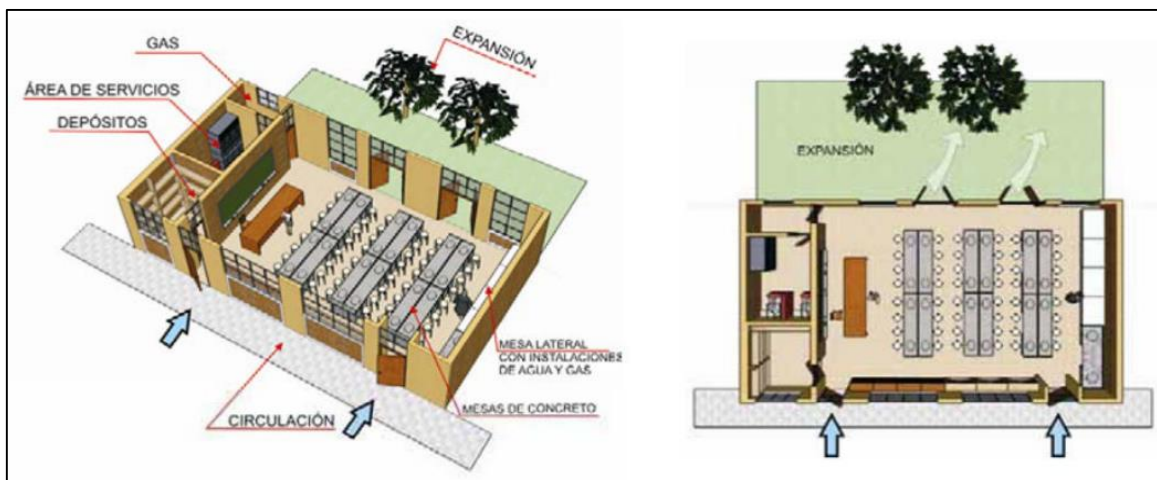 GAS
EXPANSIÓN
ÁREA DE SERVICIOS
DEPÓSITOS
MESA LATERAL
CON INSTALACIONES
DE AGUA Y GAS
MESAS DE CONCRETO
CIRCULACIÓN
EXPANSIÓN